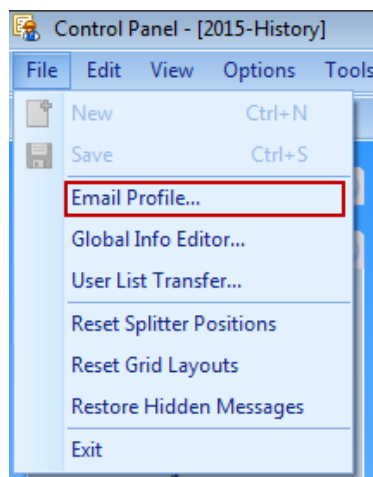 Control Panel - [2015-History]
File Edit View Options Tools
New Ctrl+N
Save Ctrl+S
Email Profile...
Global Info Editor...
User List Transfer...
Reset Splitter Positions
Reset Grid Layouts
Restore Hidden Messages
Exit